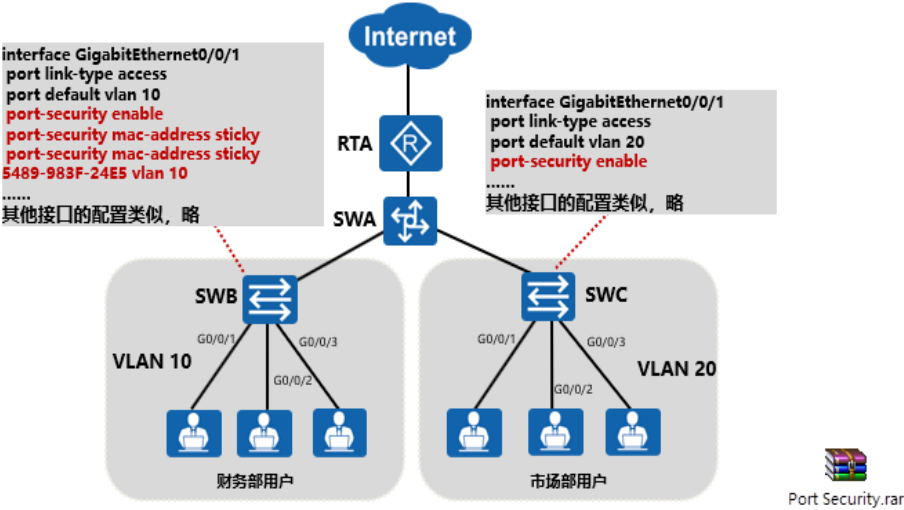 Internet
interface GigabitEthernet0/0/1
port link-type access
port default vlan 10
port-security enable
port-security mac-address sticky
port-security mac-address sticky
5489-983F-24E5 vlan 10
......
其他接口的配置类似，略
interface GigabitEthernet0/0/1
port link-type access
port default vlan 20
port-security enable
......
其他接口的配置类似，略
RTA
R
SWA
SWB
SWC
G0/0/1
G0/0/3
G0/0/2
VLAN 10
G0/0/1
G0/0/3
G0/0/2
VLAN 20
财务部用户
市场部用户
Port Security.rar